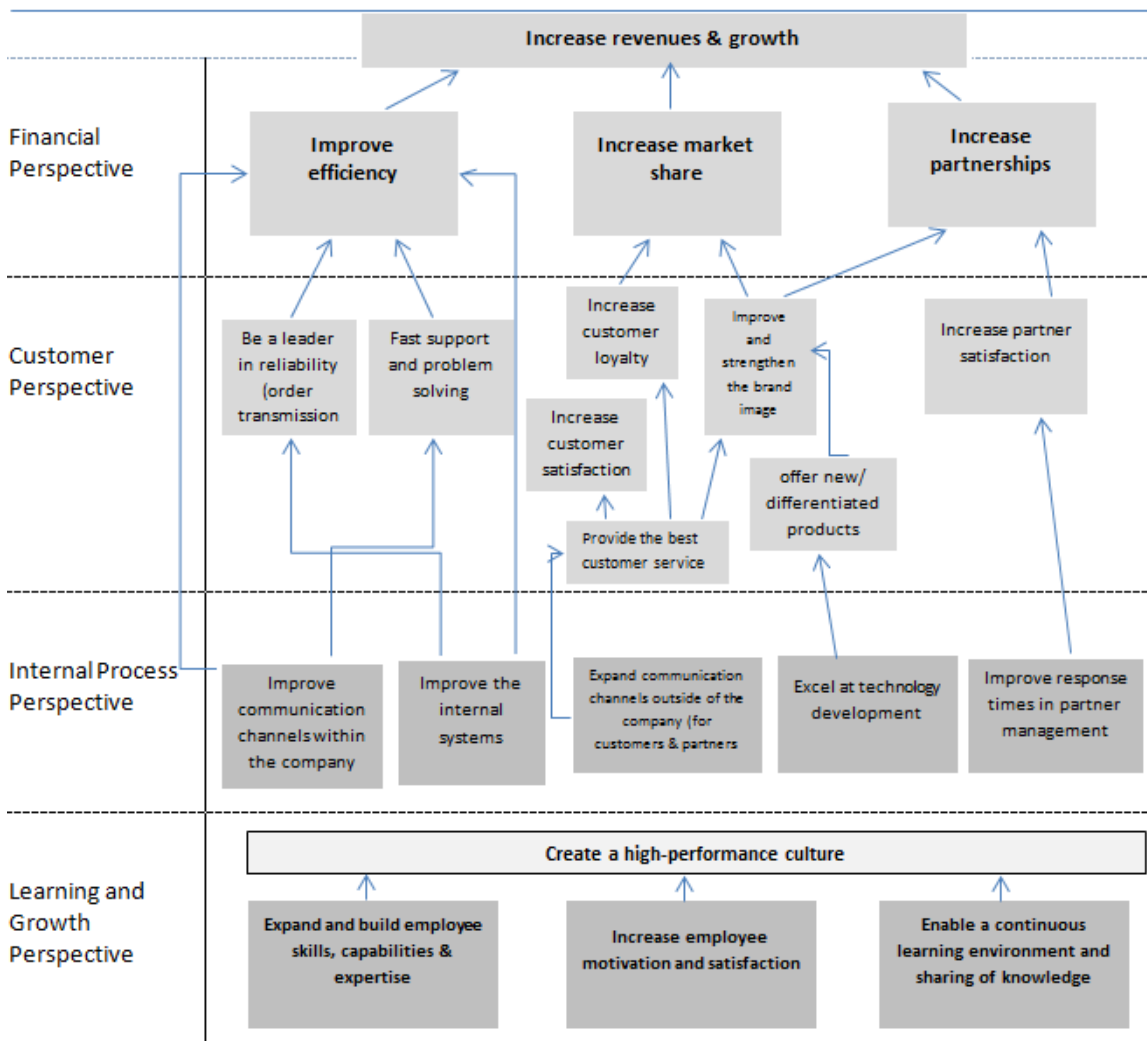 Increase revenues & growth
Financial
Perspective
Improve
efficiency
Increase market
share
Increase
partnerships
Customer
Perspective
Be a leader
in reliability
(order
transmission
Fast support
and problem
solving
Increase
customer
loyalty
Increase
customer
satisfaction
Provide the best
customer service
Improve
and
strengthen
the brand
image
offer new/
differentiated
products
Increase partner
satisfaction
Internal Process
Perspective
Improve
communication
channels within
the company
Improve the
internal
systems
Expand communication
channels outside of the
company (for
customers & partners
Excel at technology
development
Improve response
times in partner
management
Learning and
Growth
Perspective
Create a high-performance culture
Expand and build employee
skills, capabilities &
expertise
Increase employee
motivation and satisfaction
Enable a continuous
learning environment and
sharing of knowledge